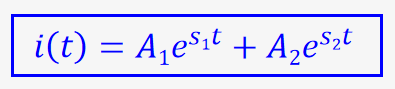 i(t) = A₁e^{s₁t} + A₂e^{s₂t}